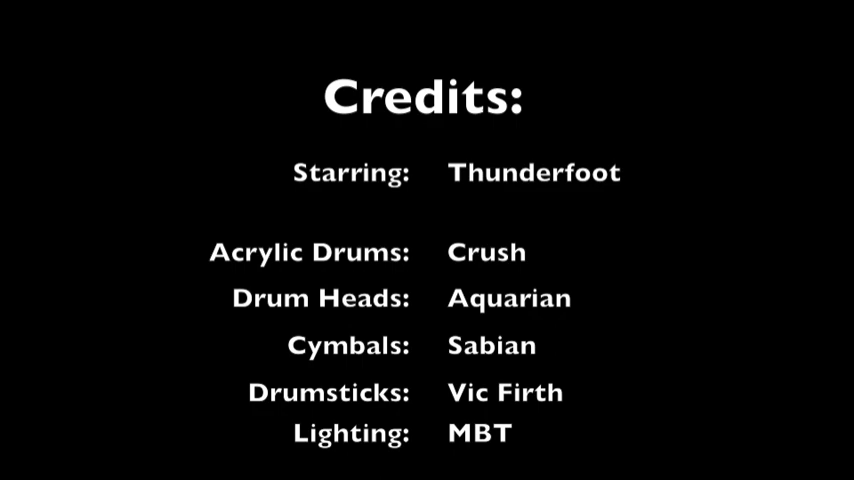 Credits:
Starring: Thunderfoot
Acrylic Drums: Crush
Drum Heads: Aquarian
Cymbals: Sabian
Drumsticks: Vic Firth
Lighting: MBT